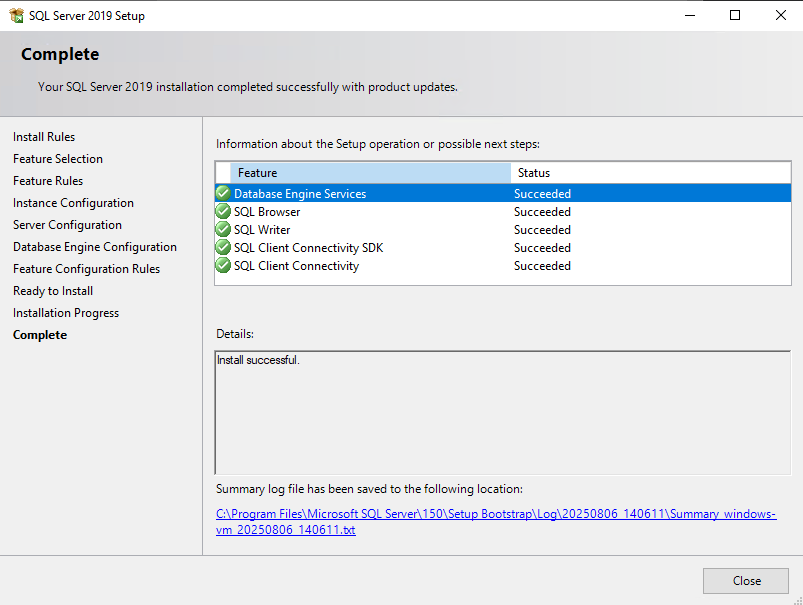 SQL Server 2019 Setup
Complete
Your SQL Server 2019 installation completed successfully with product updates.
Install Rules
Feature Selection
Feature Rules
Instance Configuration
Server Configuration
Database Engine Configuration
Feature Configuration Rules
Ready to Install
Installation Progress
Complete
Information about the Setup operation or possible next steps:
Feature Status
Database Engine Services Succeeded
SQL Browser Succeeded
SQL Writer Succeeded
SQL Client Connectivity SDK Succeeded
SQL Client Connectivity Succeeded
Details:
Install successful.
Summary log file has been saved to the following location:
C:\Program Files\Microsoft SQL Server\150\Setup Bootstrap\Log\20250806_140611\Summary_windows-
vm_20250806_140611.txt
Close